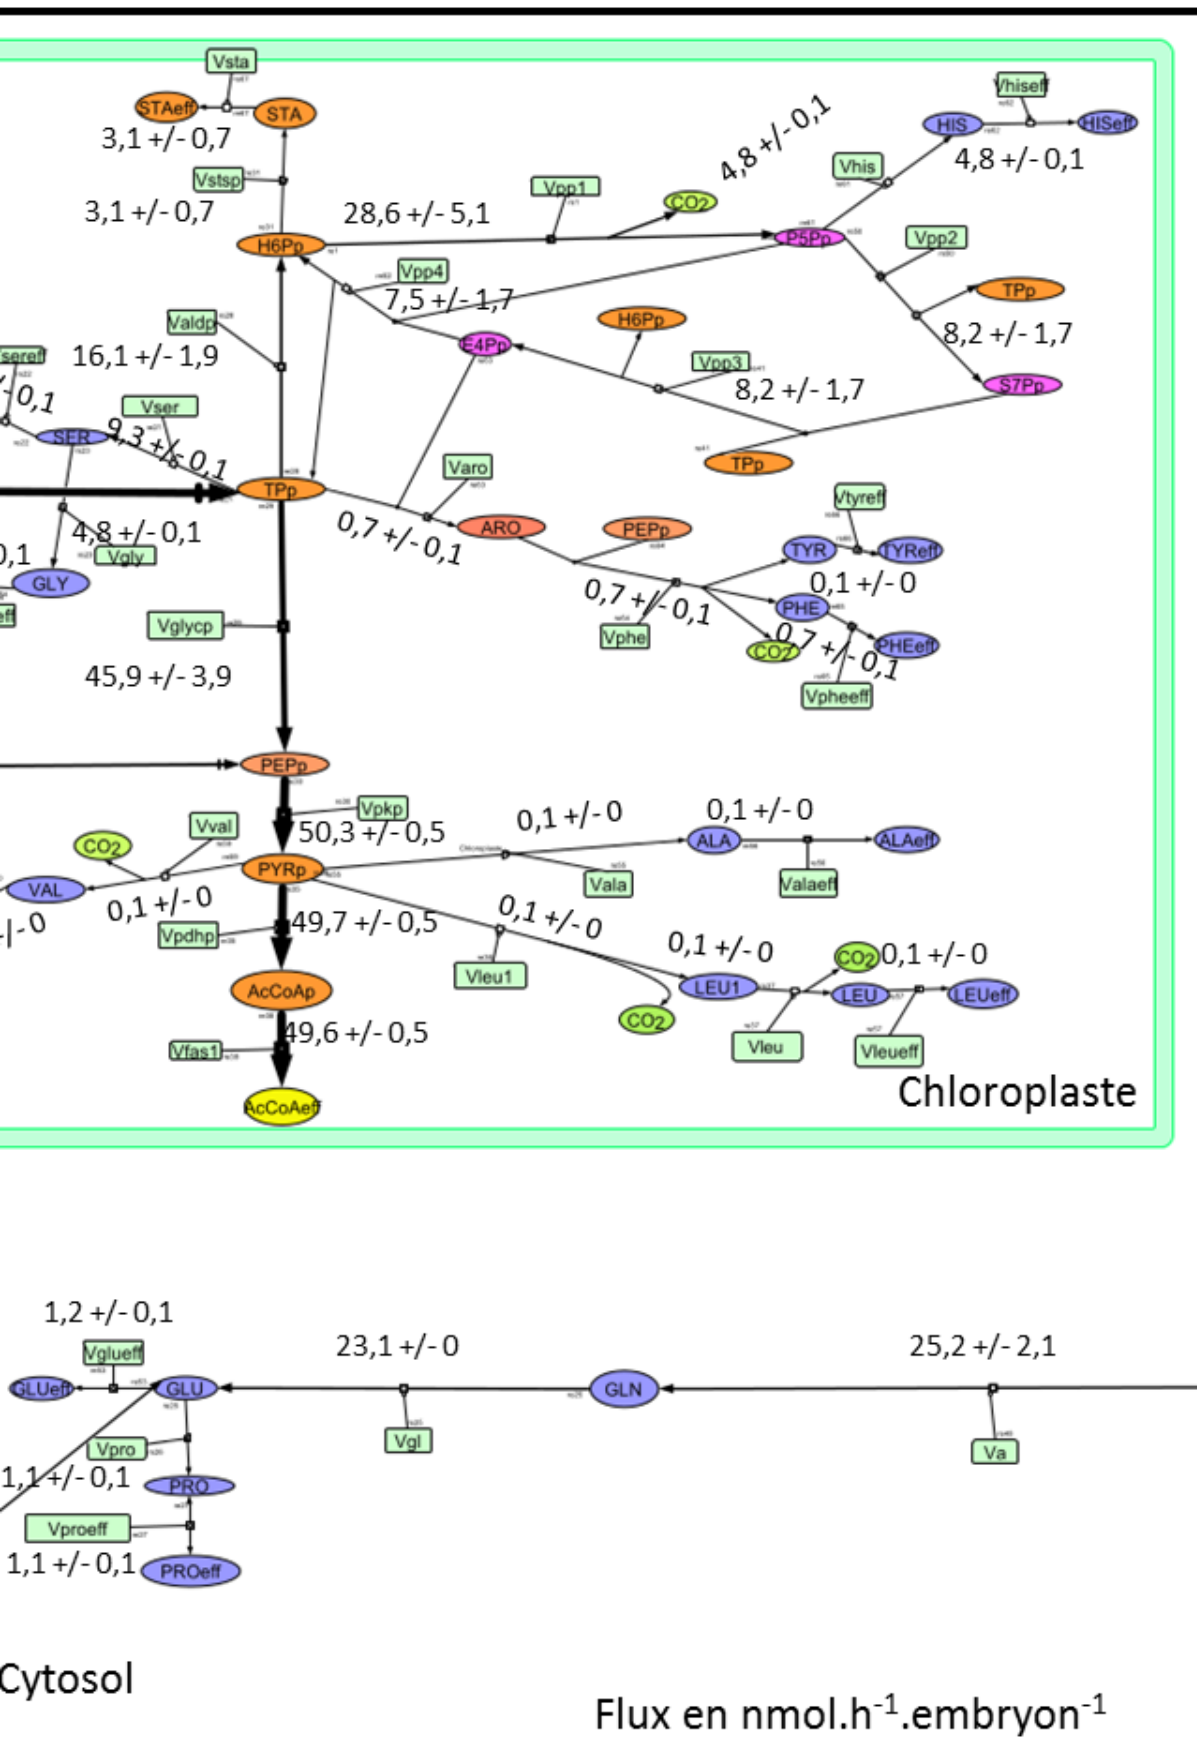 Vsta
STAeff
STA
3,1 +/- 0,7
Vstsp
3,1 +/- 0,7
H6Pp
28,6 +/- 5,1
Vpp1
CO2
4,8 +/- 0,1
P5Pp
Vhis
HIS
Vhiseff
HISeff
4,8 +/- 0,1
Vpp2
TPp
8,2 +/- 1,7
S7Pp
Vpp4
7,5 +/- 1,7
E4Pp
H6Pp
Vpp3
8,2 +/- 1,7
TPp
Valdp
16,1 +/- 1,9
Vser
SER
9,3 +/- 0,1
TPp
4,8 +/- 0,1
Vgly
GLY
0,1
Varo
0,7 +/- 0,1
ARO
PEPp
0,7 +/- 0,1
Vphe
TYR
Vtyreff
TYReff
0,1 +/- 0
PHE
CO2
0,7 +/- 0,1
PHEeff
Vpheeff
Vglycp
45,9 +/- 3,9
PEPp
Vpkp
50,3 +/- 0,5
PYRp
0,1 +/- 0
Vala
ALA
0,1 +/- 0
Valaeff
ALAeff
CO2
Vval
VAL
0,1 +/- 0
Vpdhp
49,7 +/- 0,5
0,1 +/- 0
Vleu1
CO2
LEU1
0,1 +/- 0
Vleu
CO2
LEU
0,1 +/- 0
Vleueff
LEUeff
AcCoAp
49,6 +/- 0,5
Vfas1
AcCoAeff
Chloroplaste
1,2 +/- 0,1
Vglueff
GLUeff
GLU
23,1 +/- 0
Vgl
GLN
25,2 +/- 2,1
Va
Vpro
1,1 +/- 0,1
PRO
Vproeff
1,1 +/- 0,1
PROeff
Cytosol
Flux en nmol.h⁻¹.embryon⁻¹